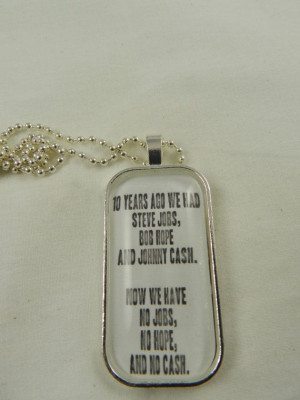 10 YEARS AGO WE HAD
STEVE JOBS,
BOB HOPE
AND JOHNNY CASH.
NOW WE HAVE
NO JOBS,
NO HOPE,
AND NO CASH.